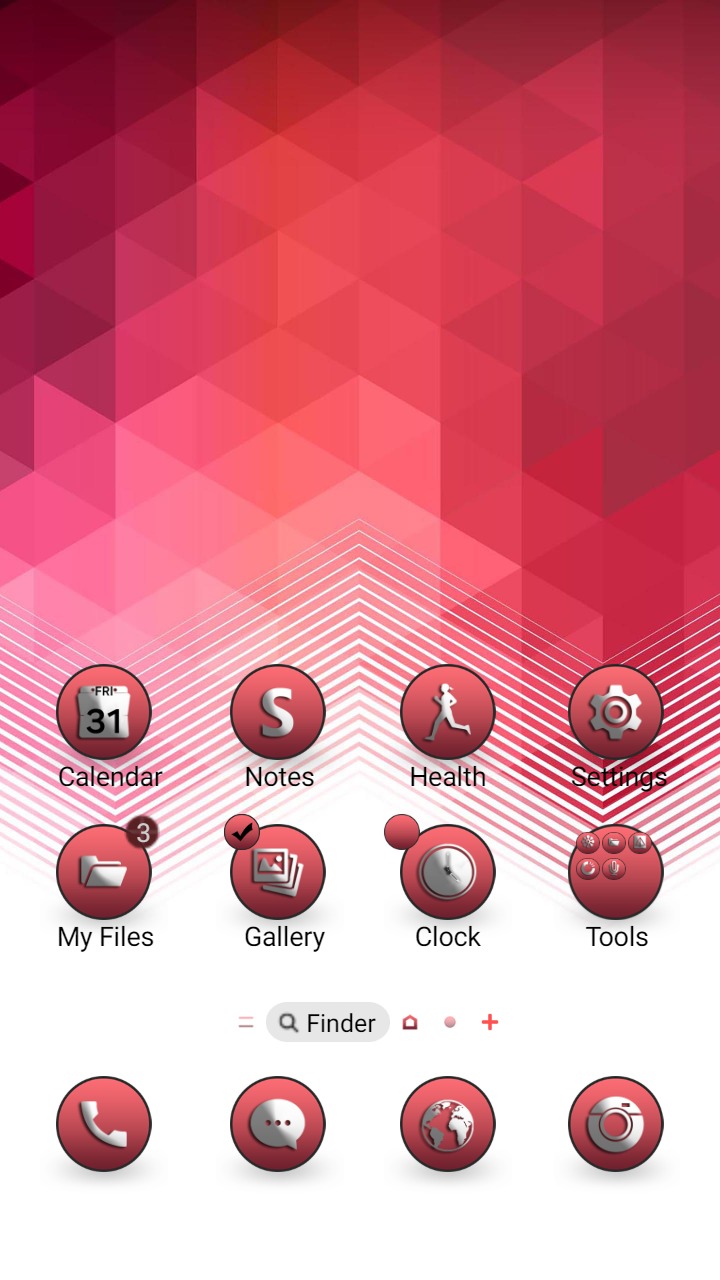 FRI
31
S
Calendar
Notes
Health
Settings
3
My Files
Gallery
Clock
Tools
Finder